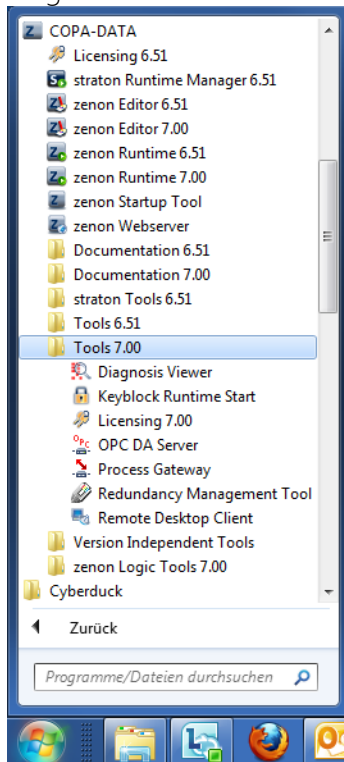 COPA-DATA
Licensing 6.51
straton Runtime Manager 6.51
zenon Editor 6.51
zenon Editor 7.00
zenon Runtime 6.51
zenon Runtime 7.00
zenon Startup Tool
zenon Webserver
Documentation 6.51
Documentation 7.00
straton Tools 6.51
Tools 6.51
Tools 7.00
Diagnosis Viewer
Keyblock Runtime Start
Licensing 7.00
OPC DA Server
Process Gateway
Redundancy Management Tool
Remote Desktop Client
Version Independent Tools
zenon Logic Tools 7.00
Cyberduck
Zurück
Programme/Dateien durchsuchen